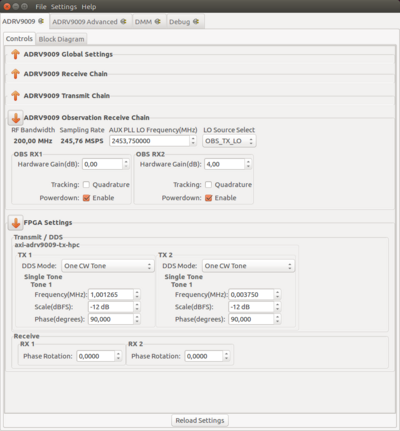 File Settings Help
ADRV9009 ADRV9009 Advanced DMM Debug
Controls Block Diagram
ADRV9009 Global Settings
ADRV9009 Receive Chain
ADRV9009 Transmit Chain
ADRV9009 Observation Receive Chain
RF Bandwidth Sampling Rate AUX PLL LO Frequency(MHz) LO Source Select
200,00 MHz 245,76 MSPS 2453,750000 OBS_TX_LO
OBS RX1 OBS RX2
Hardware Gain(dB): 0,00 Hardware Gain(dB): 4,00
Tracking: Quadrature Tracking: Quadrature
Powerdown: Enable Powerdown: Enable
FPGA Settings
Transmit / DDS
axi-adrv9009-tx-hpc
TX 1 TX 2
DDS Mode: One CW Tone DDS Mode: One CW Tone
Single Tone Single Tone
Tone 1 Tone 1
Frequency(MHz): 1,001265 Frequency(MHz): 0,003750
Scale(dBFS): -12 dB Scale(dBFS): -12 dB
Phase(degrees): 90,000 Phase(degrees): 90,000
Receive
RX 1 RX 2
Phase Rotation: 0,0000 Phase Rotation: 0,0000
Reload Settings